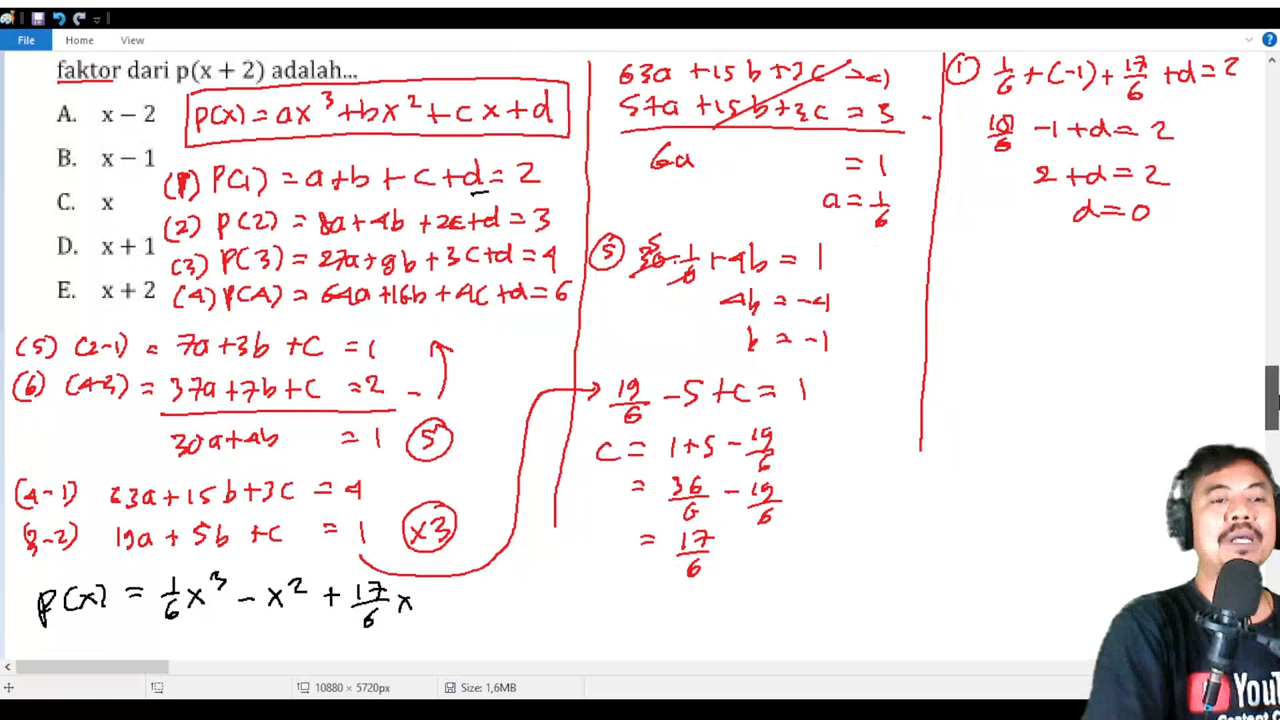 File Home View
faktor dari p(x + 2) adalah...
A. x − 2
B. x − 1
C. x
D. x + 1
E. x + 2
P(x) = ax³ + bx² + cx + d
(1) P(1) = a + b + c + d = 2
(2) P(2) = 8a + 4b + 2c + d = 3
(3) P(3) = 27a + 9b + 3c + d = 4
(4) P(4) = 64a + 16b + 4c + d = 6
(5) (2-1) = 7a + 3b + c = 1
(6) (4-3) = 37a + 7b + c = 2 -
30a + 4b = 1 (5)
(4-1) 23a + 15b + 3c = 4
(3-2) 19a + 5b + c = 1 (x3)
P(x) = 1/6 x³ − x² + 17/6 x
63a + 15b + 3c = 4
57a + 15b + 3c = 3 -
6a = 1
a = 1/6
(5) 30 · 1/6 + 4b = 1
5
4b = −4
b = −1
19/6 − 5 + c = 1
c = 1 + 5 − 19/6
= 36/6 − 19/6
= 17/6
(1) 1/6 + (−1) + 17/6 + d = 2
18/6 − 1 + d = 2
2 + d = 2
d = 0
10880 × 5720px
Size: 1,6MB
YouTube